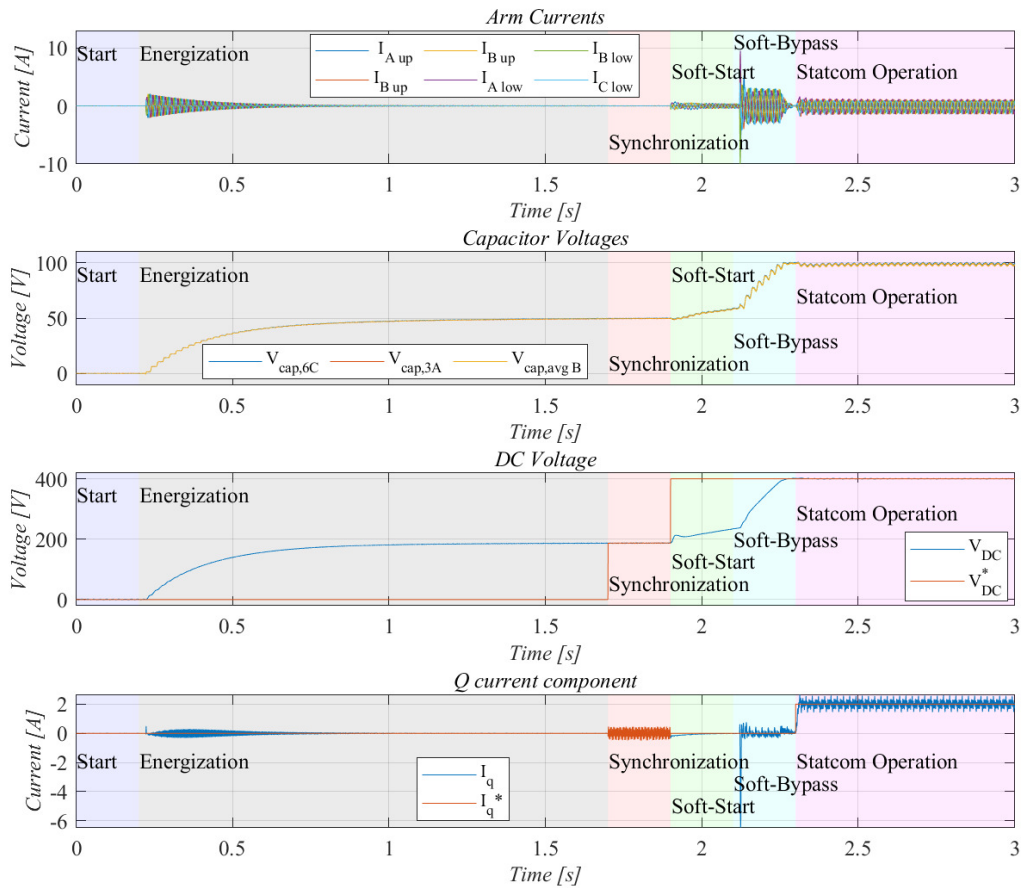 Arm Currents
Current [A]
10
0
-10
Start
Energization
I_A up
I_B up
I_B low
I_B up
I_A low
I_C low
Soft-Bypass
Soft-Start
Statcom Operation
Synchronization
0 0.5 1 1.5 2 2.5 3
Time [s]
Capacitor Voltages
Voltage [V]
100
50
0
Start
Energization
Soft-Start
Statcom Operation
Soft-Bypass
Synchronization
V_cap,6C
V_cap,3A
V_cap,avg B
0 0.5 1 1.5 2 2.5 3
Time [s]
DC Voltage
Voltage [V]
400
200
0
Start
Energization
Statcom Operation
Soft-Bypass
Soft-Start
Synchronization
V_DC
V_DC^*
0 0.5 1 1.5 2 2.5 3
Time [s]
Q current component
Current [A]
2
0
-2
-4
-6
Start
Energization
Synchronization
Statcom Operation
Soft-Bypass
Soft-Start
I_q
I_q^*
0 0.5 1 1.5 2 2.5 3
Time [s]